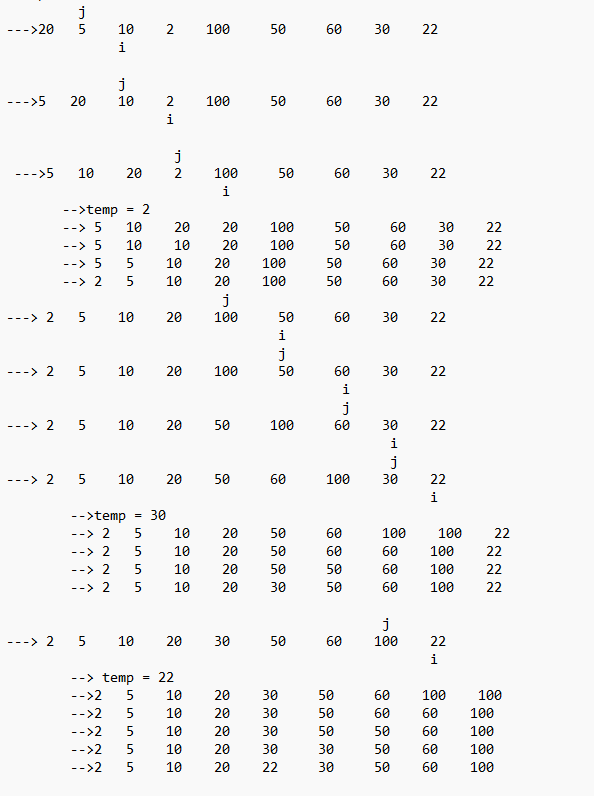 j
--->20 5 10 2 100 50 60 30 22
i
j
--->5 20 10 2 100 50 60 30 22
i
j
--->5 10 20 2 100 50 60 30 22
i
-->temp = 2
--> 5 10 20 20 100 50 60 30 22
--> 5 10 10 20 100 50 60 30 22
--> 5 5 10 20 100 50 60 30 22
--> 2 5 10 20 100 50 60 30 22
j
---> 2 5 10 20 100 50 60 30 22
i
j
---> 2 5 10 20 100 50 60 30 22
i
j
---> 2 5 10 20 50 100 60 30 22
i
j
---> 2 5 10 20 50 60 100 30 22
i
-->temp = 30
--> 2 5 10 20 50 60 100 100 22
--> 2 5 10 20 50 60 60 100 22
--> 2 5 10 20 50 50 60 100 22
--> 2 5 10 20 30 50 60 100 22
j
---> 2 5 10 20 30 50 60 100 22
i
--> temp = 22
-->2 5 10 20 30 50 60 100 100
-->2 5 10 20 30 50 60 60 100
-->2 5 10 20 30 50 50 60 100
-->2 5 10 20 30 30 50 60 100
-->2 5 10 20 22 30 50 60 100